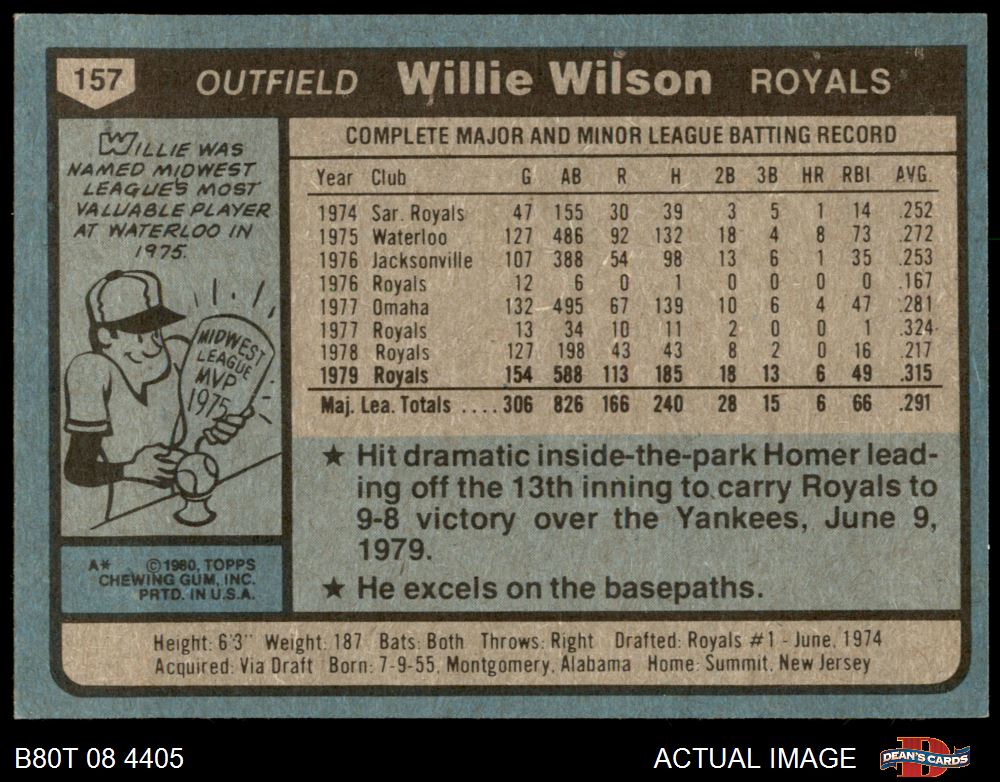 157 OUTFIELD Willie Wilson ROYALS
WILLIE WAS
NAMED MIDWEST
LEAGUE'S MOST
VALUABLE PLAYER
AT WATERLOO IN
1975.
MIDWEST
LEAGUE
MVP
1975
A* ©1980, TOPPS
CHEWING GUM, INC.
PRTD. IN U.S.A.
COMPLETE MAJOR AND MINOR LEAGUE BATTING RECORD
Year Club G AB R H 2B 3B HR RBI AVG.
1974 Sar. Royals 47 155 30 39 3 5 1 14 .252
1975 Waterloo 127 486 92 132 18 4 8 73 .272
1976 Jacksonville 107 388 54 98 13 6 1 35 .253
1976 Royals 12 6 0 1 0 0 0 0 .167
1977 Omaha 132 495 67 139 10 6 4 47 .281
1977 Royals 13 34 10 11 2 0 0 1 .324
1978 Royals 127 198 43 43 8 2 0 16 .217
1979 Royals 154 588 113 185 18 13 6 49 .315
Maj. Lea. Totals .... 306 826 166 240 28 15 6 66 .291
★ Hit dramatic inside-the-park Homer lead-
ing off the 13th inning to carry Royals to
9-8 victory over the Yankees, June 9,
1979.
★ He excels on the basepaths.
Height: 6'3" Weight: 187 Bats: Both Throws: Right Drafted: Royals #1 - June, 1974
Acquired: Via Draft Born: 7-9-55, Montgomery, Alabama Home: Summit, New Jersey
B80T 08 4405 ACTUAL IMAGE DEAN'S CARDS